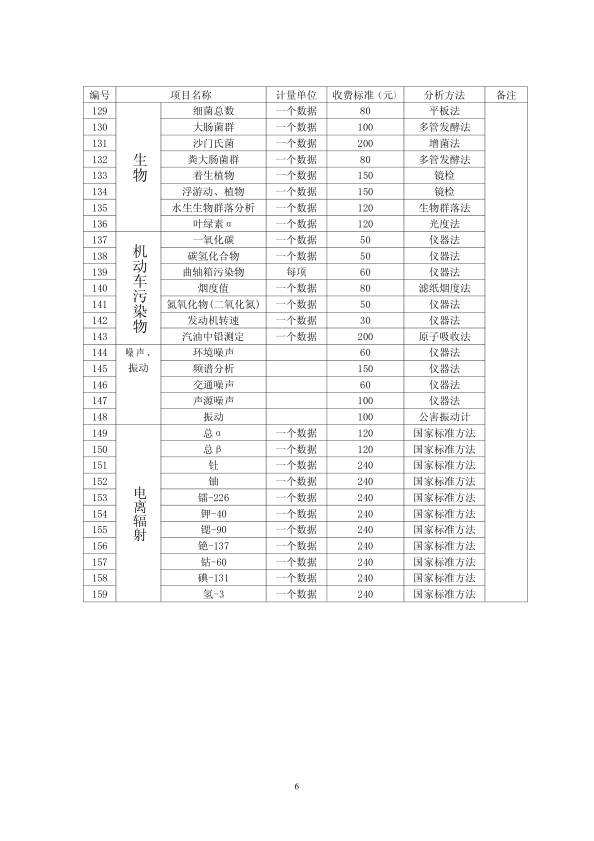 编号 项目名称 计量单位 收费标准（元） 分析方法 备注
生物
129 细菌总数 一个数据 80 平板法
130 大肠菌群 一个数据 100 多管发酵法
131 沙门氏菌 一个数据 200 增菌法
132 粪大肠菌群 一个数据 80 多管发酵法
133 着生植物 一个数据 150 镜检
134 浮游动、植物 一个数据 150 镜检
135 水生生物群落分析 一个数据 120 生物群落法
136 叶绿素α 一个数据 120 光度法
机动车污染物
137 一氧化碳 一个数据 50 仪器法
138 碳氢化合物 一个数据 50 仪器法
139 曲轴箱污染物 每项 60 仪器法
140 烟度值 一个数据 80 滤纸烟度法
141 氮氧化物(二氧化氮) 一个数据 50 仪器法
142 发动机转速 一个数据 30 仪器法
143 汽油中铅测定 一个数据 200 原子吸收法
噪声、
振动
144 环境噪声 60 仪器法
145 频谱分析 150 仪器法
146 交通噪声 60 仪器法
147 声源噪声 100 仪器法
148 振动 100 公害振动计
电离辐射
149 总α 一个数据 120 国家标准方法
150 总β 一个数据 120 国家标准方法
151 钍 一个数据 240 国家标准方法
152 铀 一个数据 240 国家标准方法
153 镭-226 一个数据 240 国家标准方法
154 钾-40 一个数据 240 国家标准方法
155 锶-90 一个数据 240 国家标准方法
156 铯-137 一个数据 240 国家标准方法
157 钴-60 一个数据 240 国家标准方法
158 碘-131 一个数据 240 国家标准方法
159 氢-3 一个数据 240 国家标准方法
6